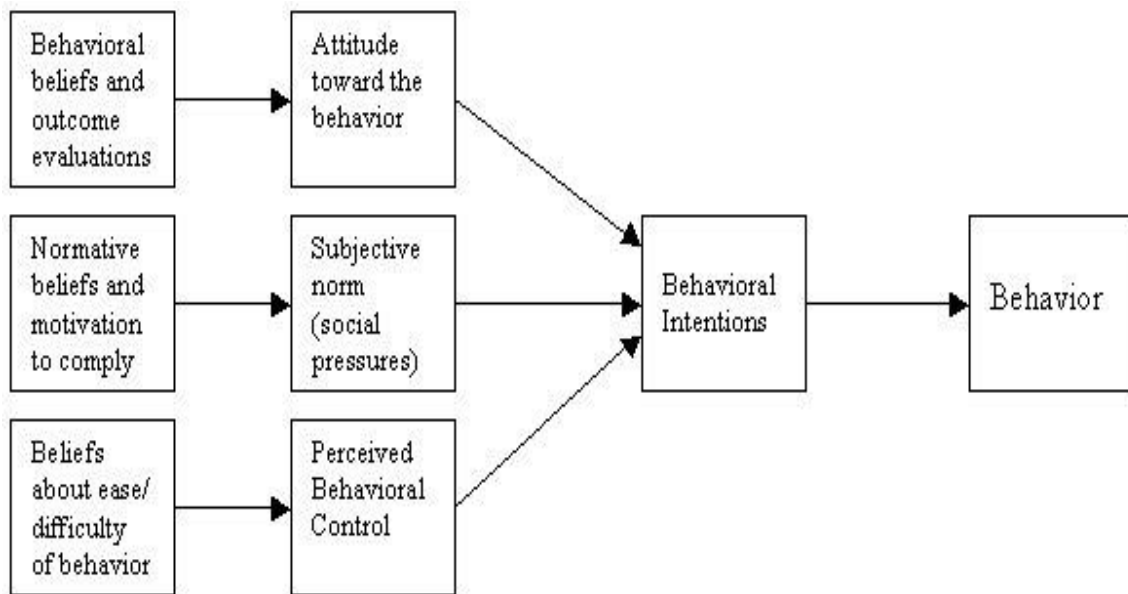 Behavioral
beliefs and
outcome
evaluations
Attitude
toward the
behavior
Normative
beliefs and
motivation
to comply
Subjective
norm
(social
pressures)
Behavioral
Intentions
Behavior
Beliefs
about ease/
difficulty
of behavior
Perceived
Behavioral
Control